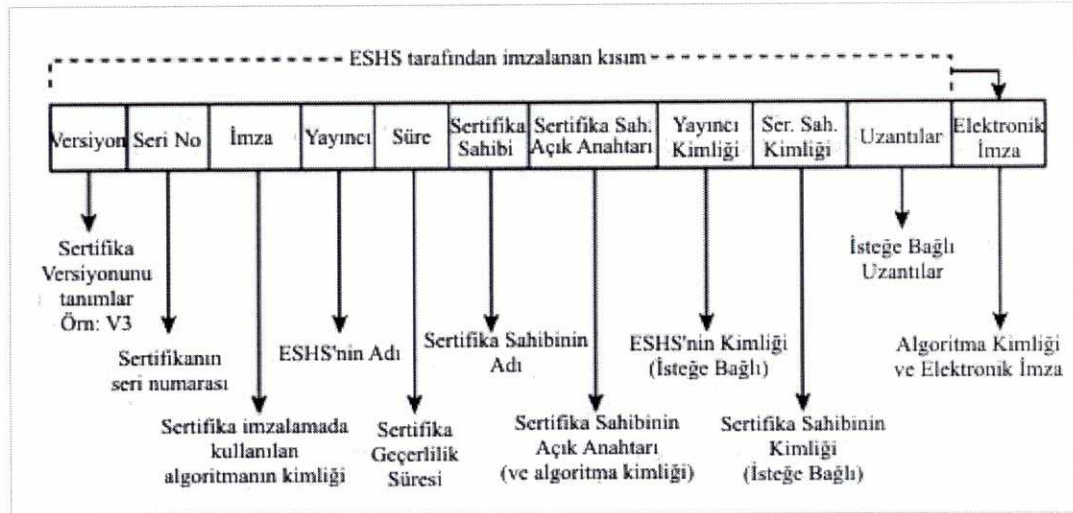 ESHS tarafından imzalanan kısım
Versiyon
Seri No
İmza
Yayıncı
Süre
Sertifika
Sahibi
Sertifika Sah.
Açık Anahtarı
Yayıncı
Kimliği
Ser. Sah.
Kimliği
Uzantılar
Elektronik
İmza
Sertifika
Versiyonunu
tanımlar
Örn: V3
Sertifikanın
seri numarası
Sertifika imzalamada
kullanılan
algoritmanın kimliği
ESHS'nin Adı
Sertifika
Geçerlilik
Süresi
Sertifika Sahibinin
Adı
Sertifika Sahibinin
Açık Anahtarı
(ve algoritma kimliği)
ESHS'nin Kimliği
(İsteğe Bağlı)
Sertifika Sahibinin
Kimliği
(İsteğe Bağlı)
İsteğe Bağlı
Uzantılar
Algoritma Kimliği
ve Elektronik İmza